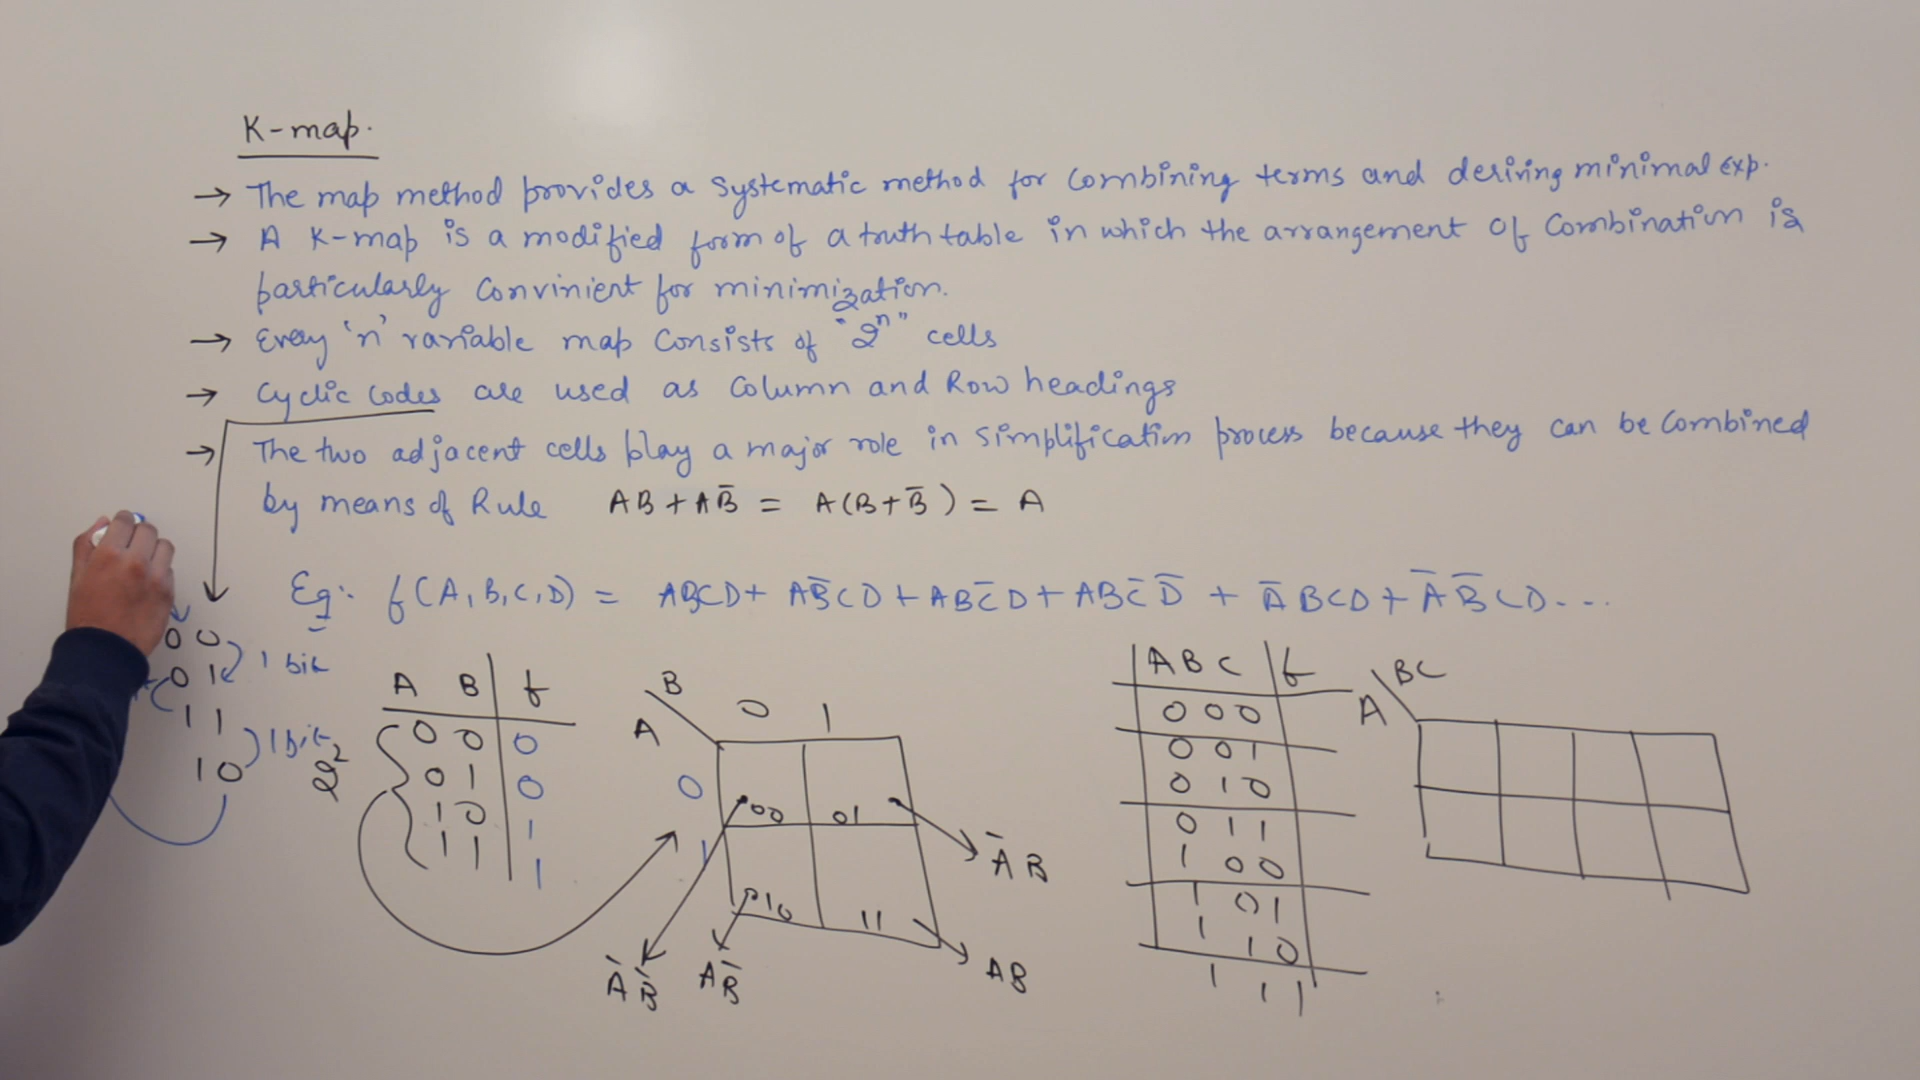 K-map.
→ The map method provides a systematic method for combining terms and deriving minimal exp.
→ A K-map is a modified form of a truth table in which the arrangement of combination is
particularly convinient for minimization.
→ Every 'n' variable map consists of "2ⁿ" cells
→ Cyclic codes are used as column and Row headings
→ The two adjacent cells play a major role in simplification process because they can be combined
by means of Rule AB + AB̄ = A(B+B̄) = A
Eg:- f(A,B,C,D) = ABCD + AB̄CD + ABC̄D + ABC̄D̄ + ĀBCD + ĀB̄CD...
00
01
11
10
1 bit
1 bit
2²
A B f
0 0 0
0 1 0
1 0 1
1 1 1
B
A
0 1
0
1
00 01
10 11
ĀB
ĀB̄ AB̄ AB
A B C f
0 0 0
0 0 1
0 1 0
0 1 1
1 0 0
1 0 1
1 1 0
1 1 1
BC
A